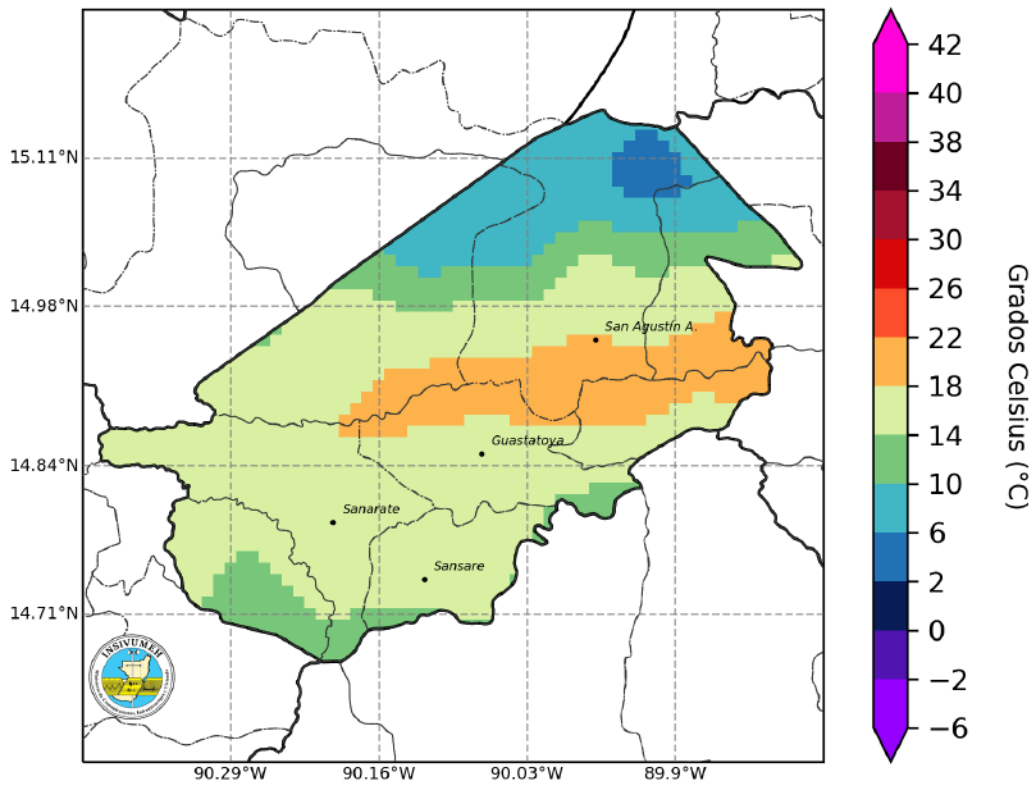 15.11°N
14.98°N
14.84°N
14.71°N
90.29°W
90.16°W
90.03°W
89.9°W
San Agustín A.
Guastatoya
Sanarate
Sansare
INSIVUMEH
42
40
38
34
30
26
22
18
14
10
6
2
0
−2
−6
Grados Celsius (°C)